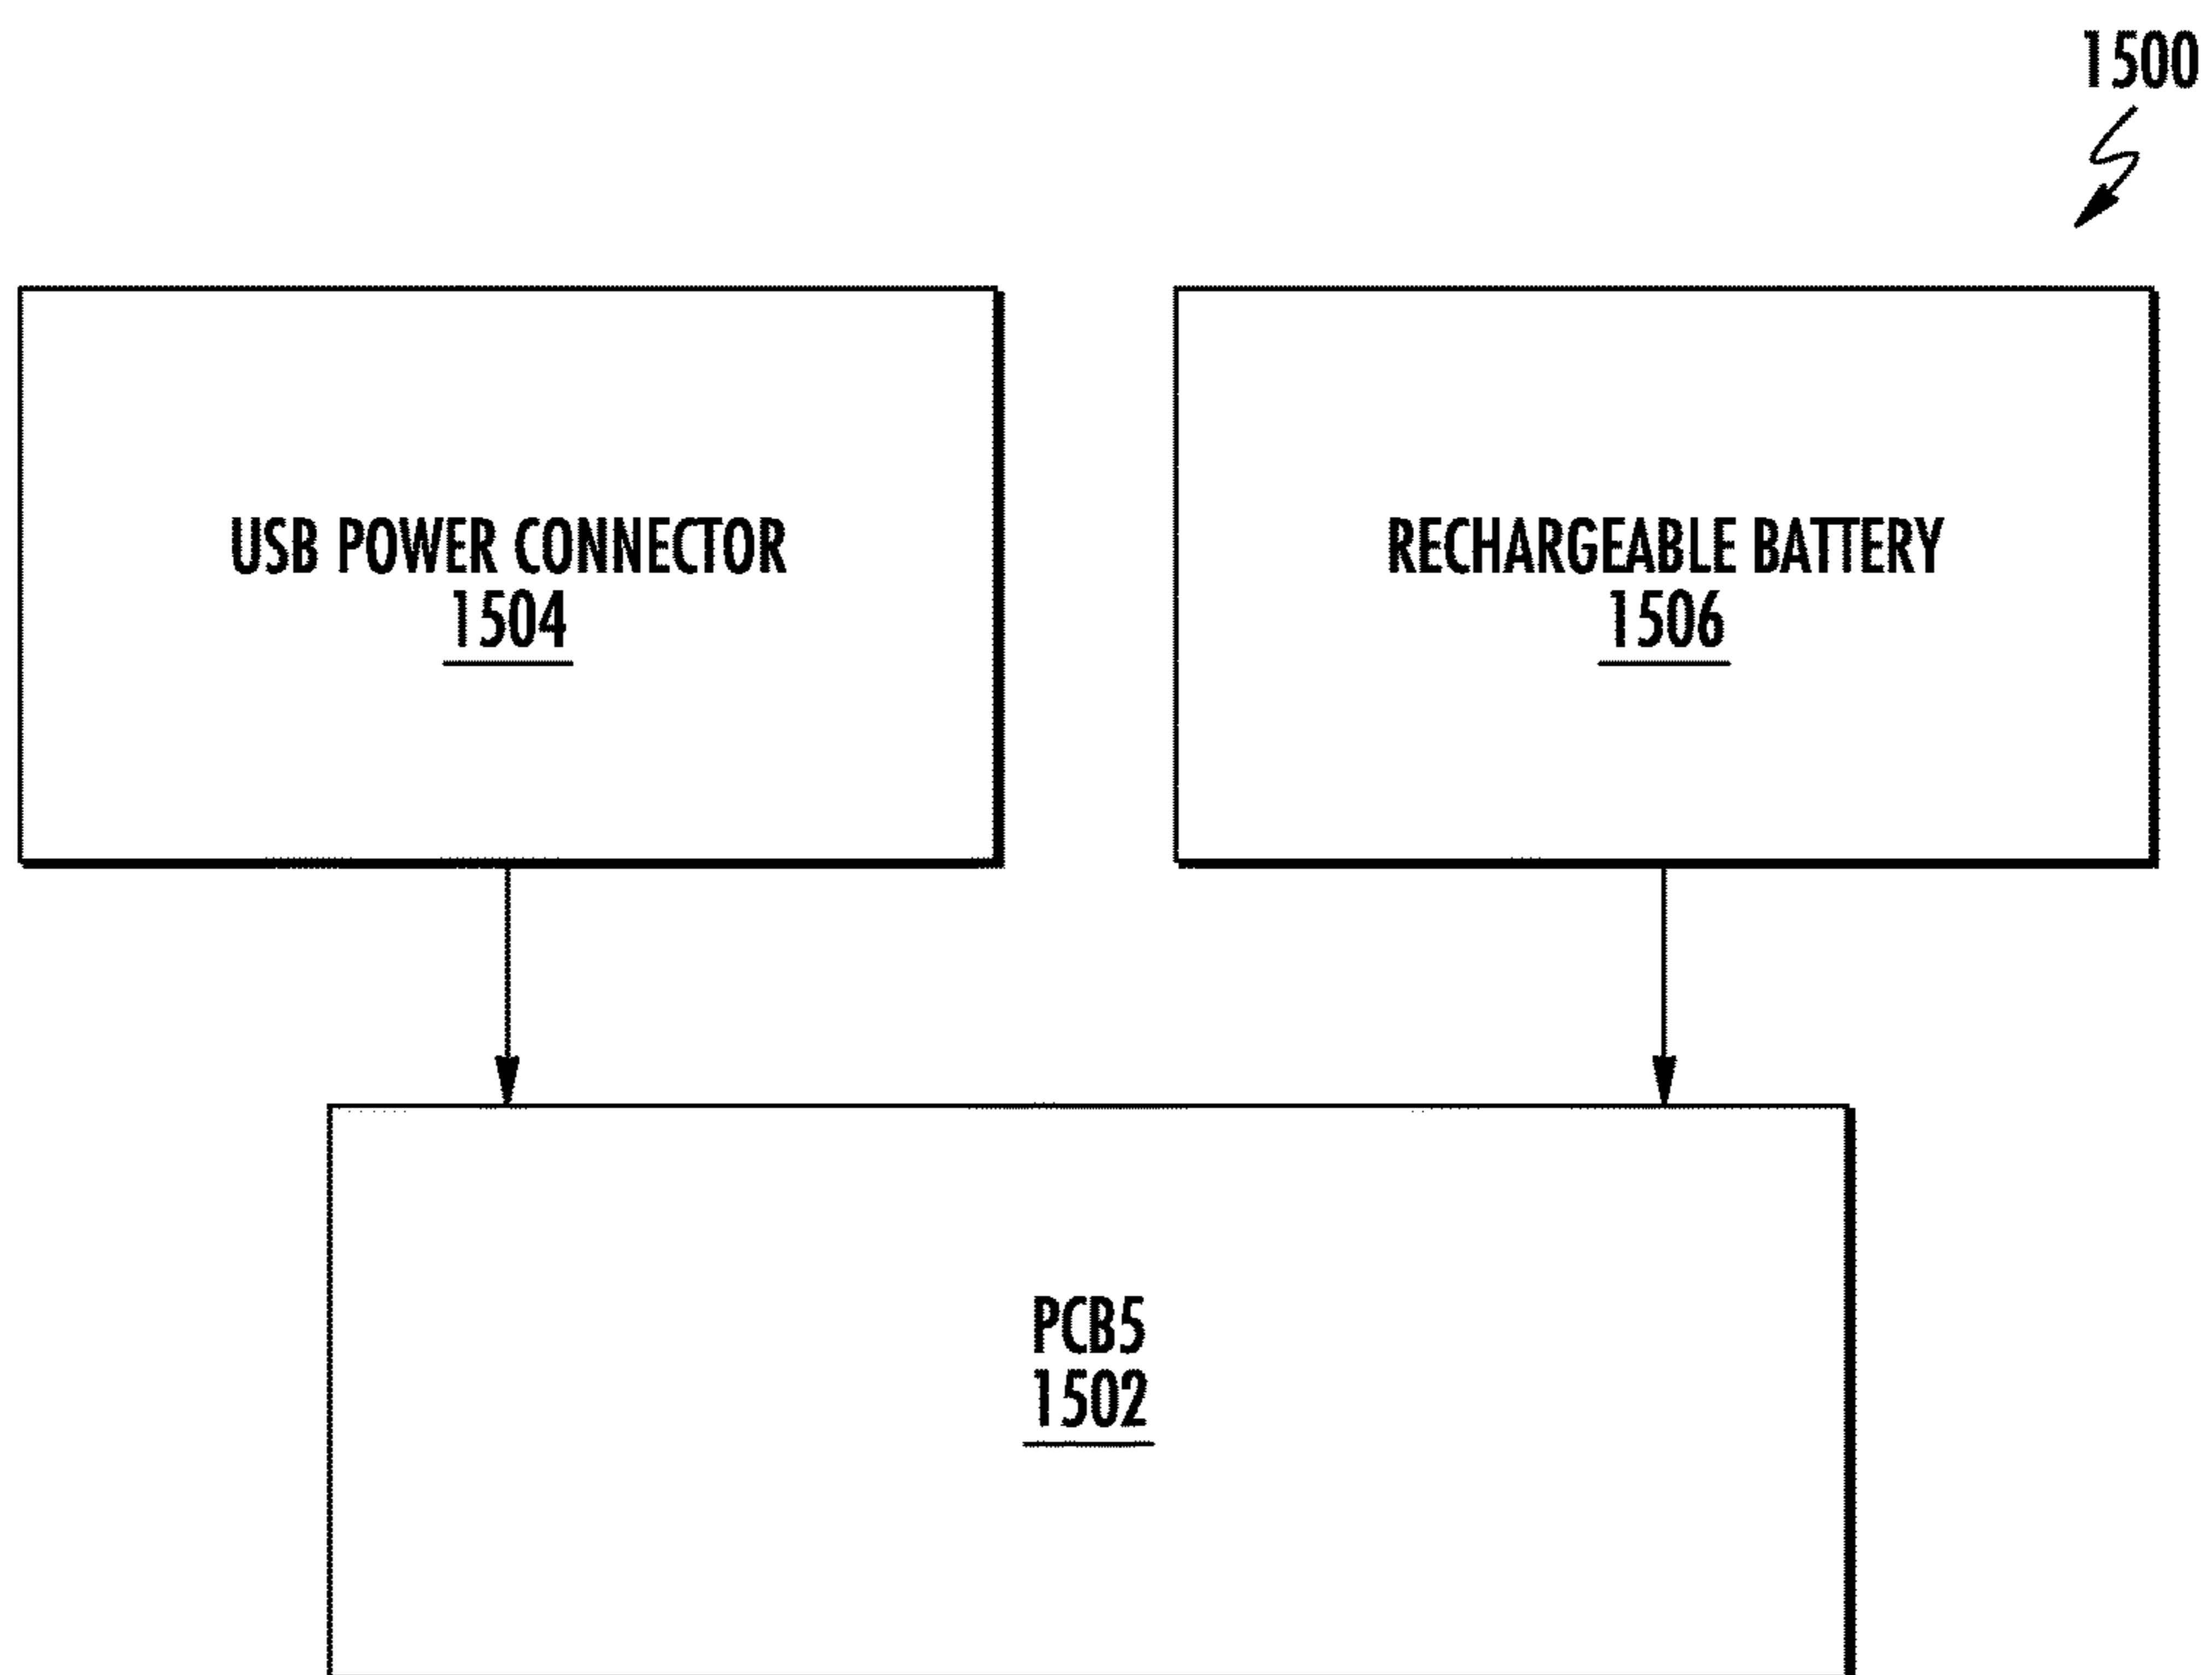 1500
USB POWER CONNECTOR
1504
RECHARGEABLE BATTERY
1506
PCB5
1502